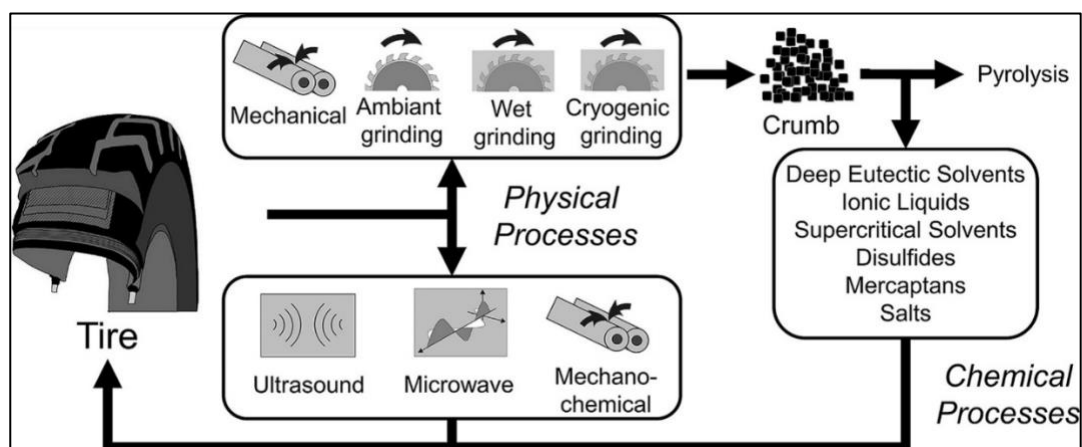 Mechanical
Ambiant
grinding
Wet
grinding
Cryogenic
grinding
Crumb
Pyrolysis
Physical
Processes
Deep Eutectic Solvents
Ionic Liquids
Supercritical Solvents
Disulfides
Mercaptans
Salts
Tire
Ultrasound
Microwave
Mechano-
chemical
Chemical
Processes